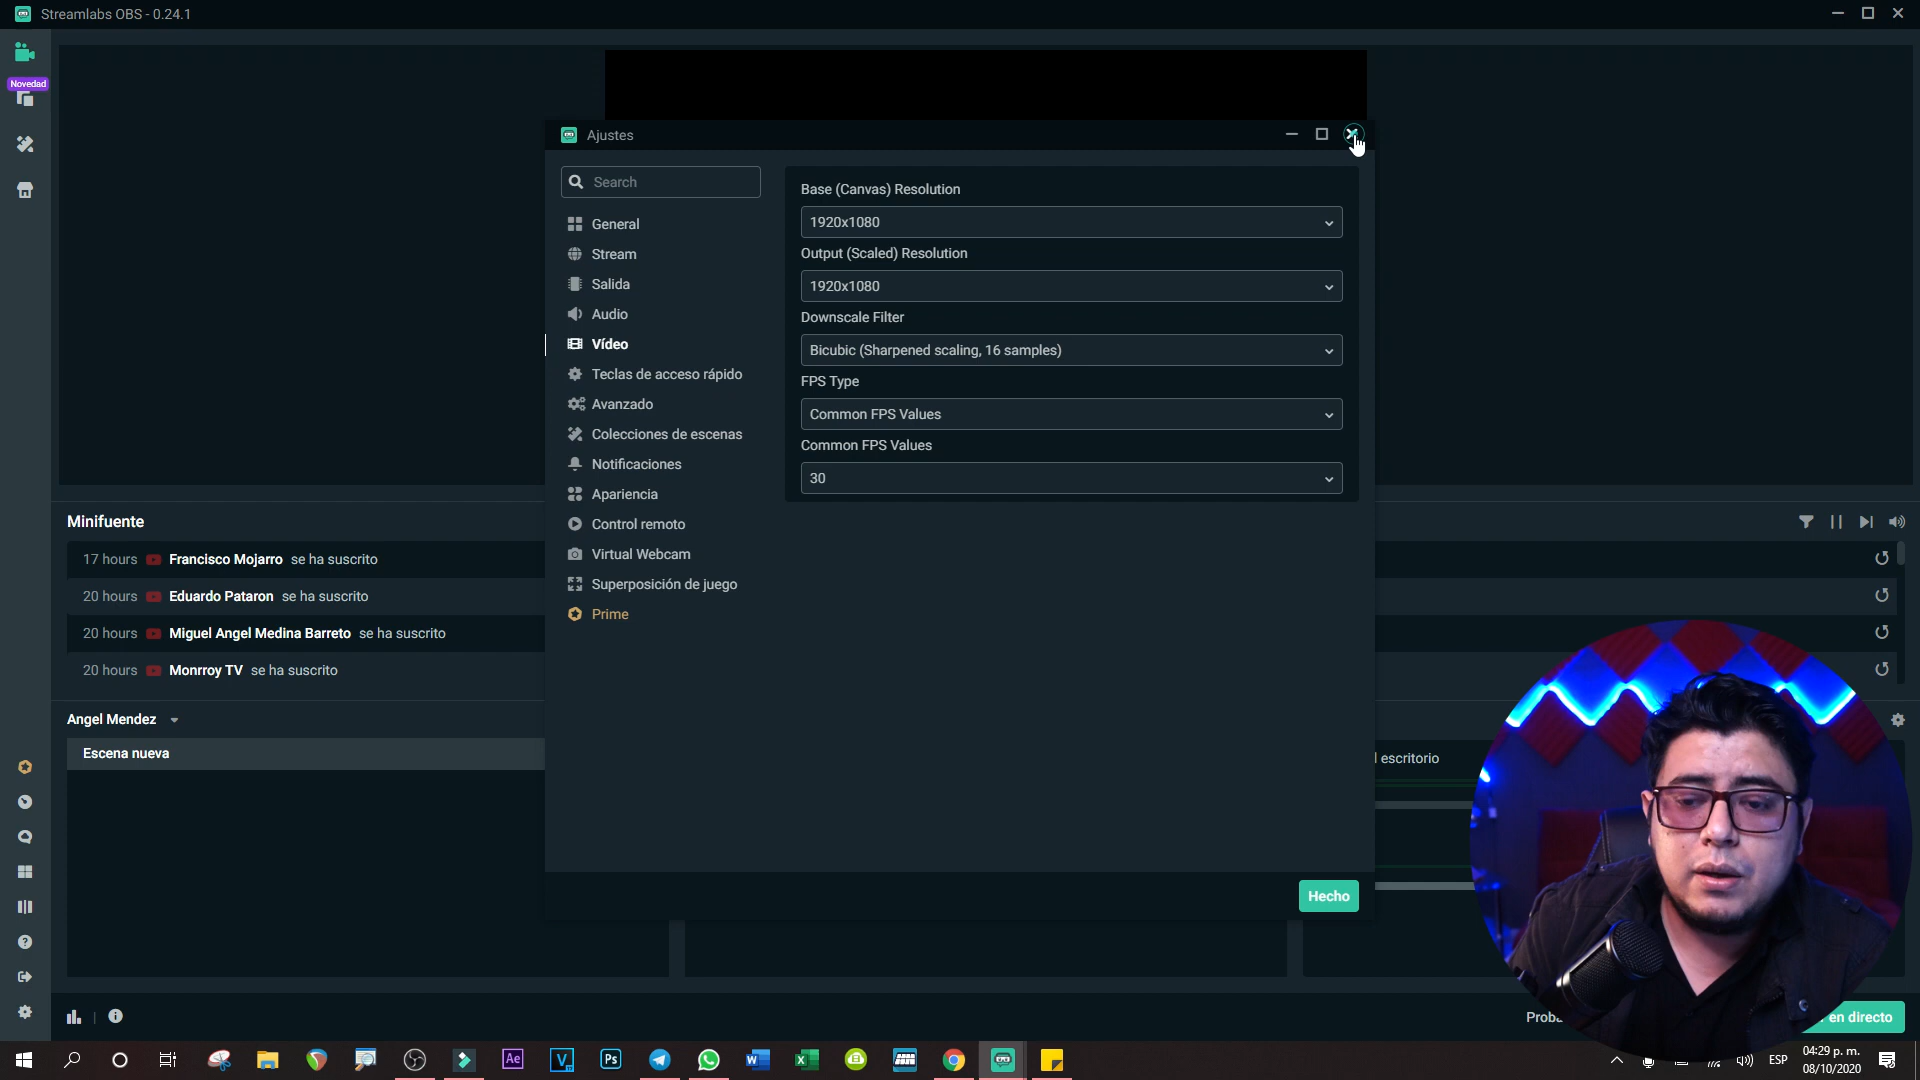 Streamlabs OBS - 0.24.1
Novedad
Ajustes
Search
General
Stream
Salida
Audio
Vídeo
Teclas de acceso rápido
Avanzado
Colecciones de escenas
Notificaciones
Apariencia
Control remoto
Virtual Webcam
Superposición de juego
Prime
Base (Canvas) Resolution
1920x1080
Output (Scaled) Resolution
1920x1080
Downscale Filter
Bicubic (Sharpened scaling, 16 samples)
FPS Type
Common FPS Values
Common FPS Values
30
Hecho
Minifuente
17 hours Francisco Mojarro se ha suscrito
20 hours Eduardo Pataron se ha suscrito
20 hours Miguel Angel Medina Barreto se ha suscrito
20 hours Monrroy TV se ha suscrito
Angel Mendez
Escena nueva
escritorio
en directo
Ae
V
Ps
ESP
04:29 p. m.
08/10/2020